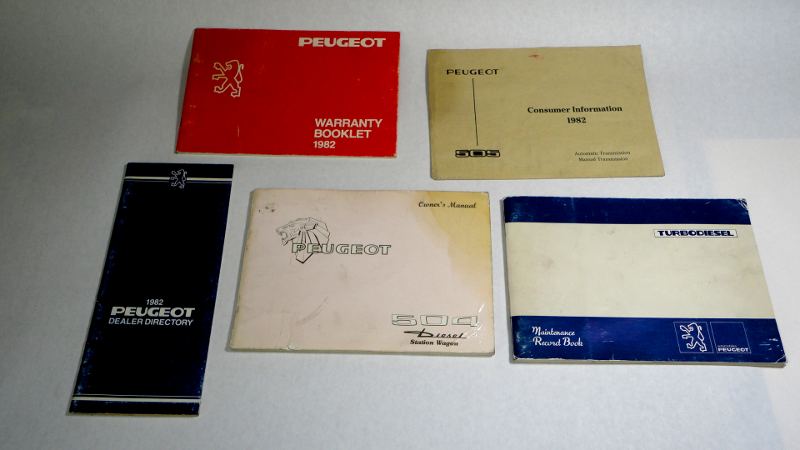 PEUGEOT
WARRANTY
BOOKLET
1982
PEUGEOT
Consumer Information
1982
505
Automatic Transmission
Manual Transmission
1982
PEUGEOT
DEALER DIRECTORY
Owner's Manual
PEUGEOT
504
Diesel
Station Wagon
TURBODIESEL
Maintenance
Record Book
PEUGEOT